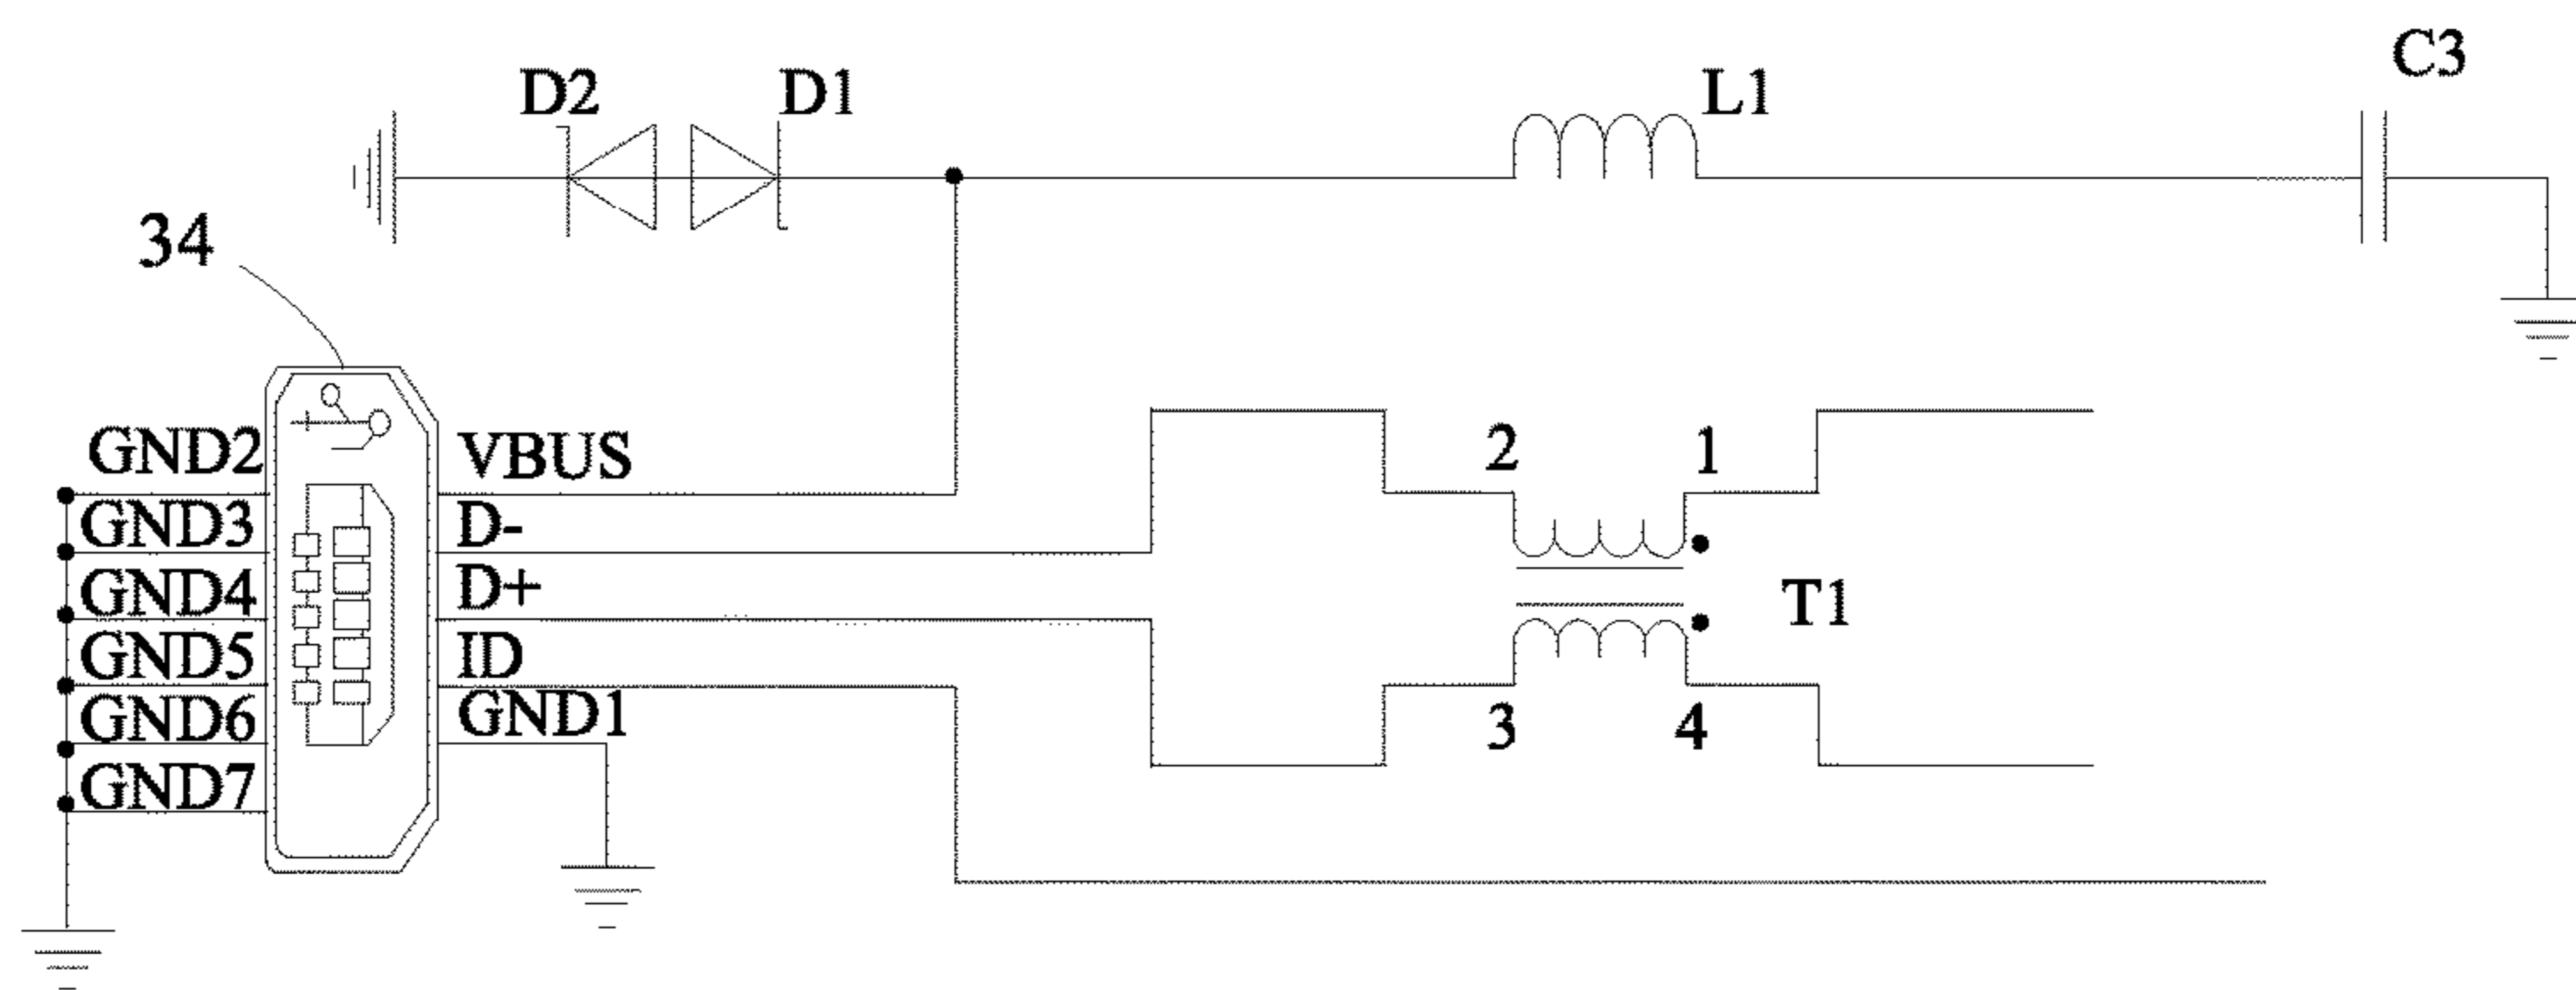 D2 D1 L1 C3
34
GND2 VBUS 2 1
GND3 D-
GND4 D+ T1
GND5 ID
GND6 GND1 3 4
GND7